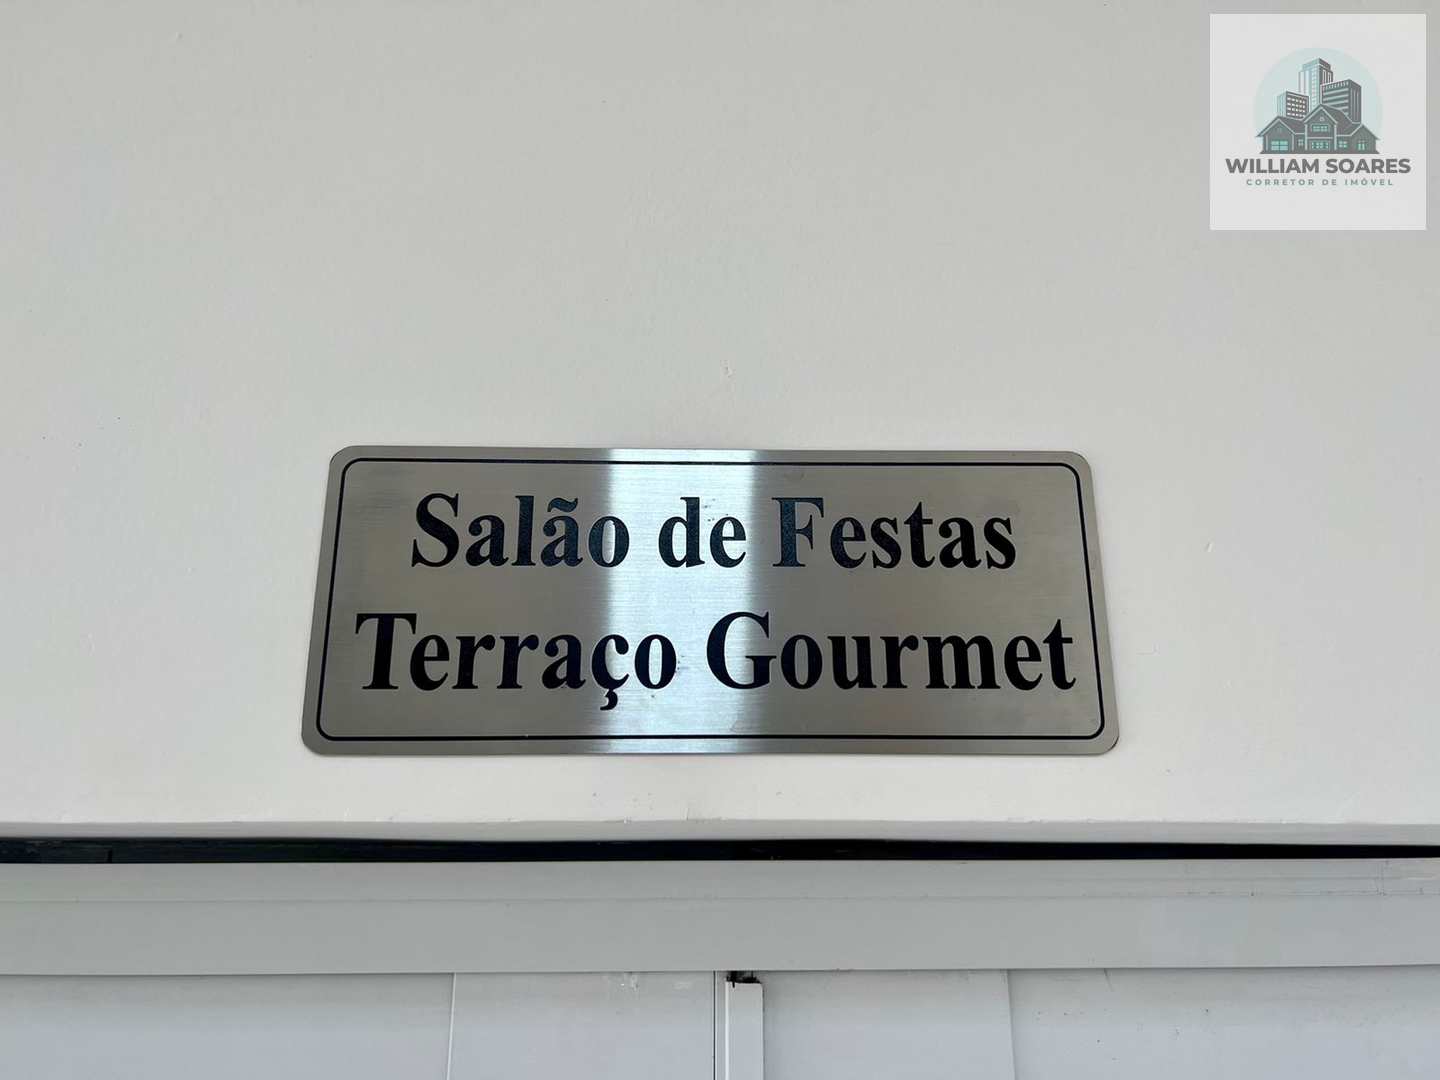 WILLIAM SOARES
CORRETOR DE IMÓVEL
Salão de Festas
Terraço Gourmet